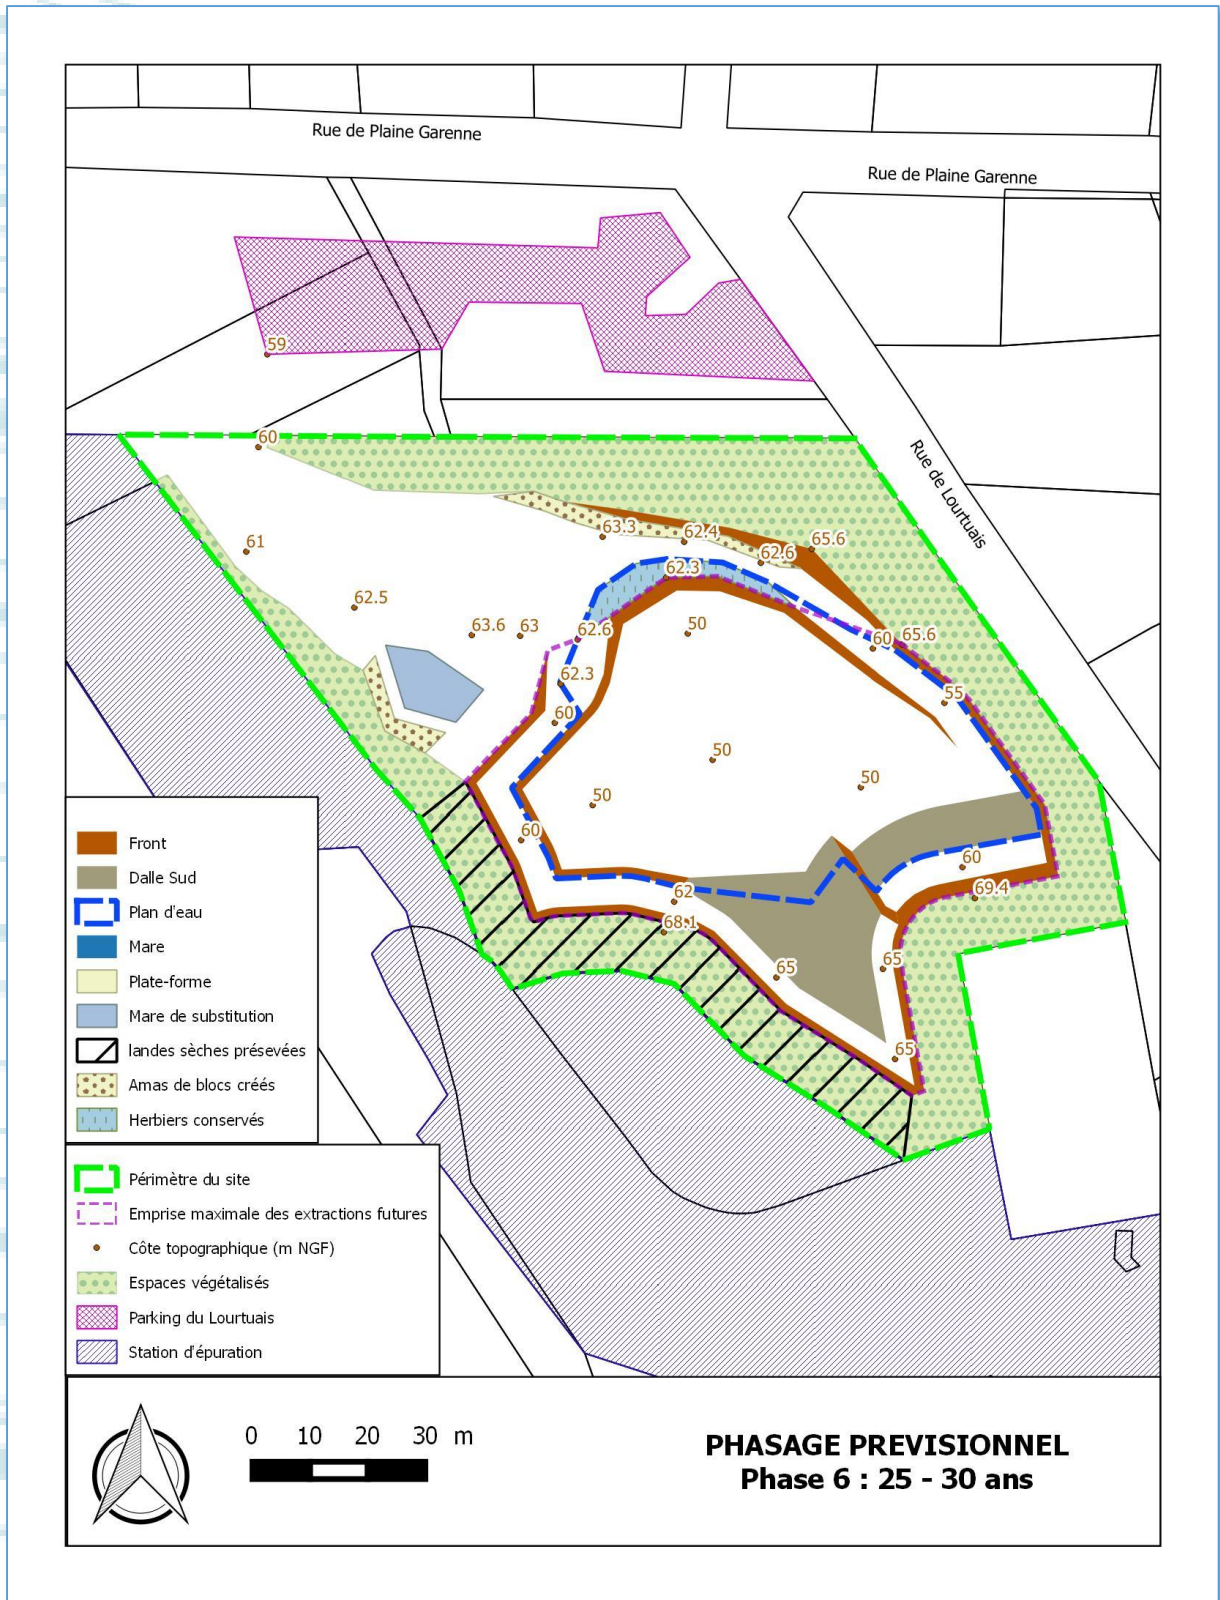 Rue de Plaine Garenne
Rue de Plaine Garenne
59
60
Rue de Lourtuais
61
63.3
62.4
62.6
65.6
62.3
62.5
63.6
63
62.6
50
60
65.6
62.3
55
60
50
50
50
60
60
62
69.4
68.1
65
65
65
Front
Dalle Sud
Plan d'eau
Mare
Plate-forme
Mare de substitution
landes sèches présevées
Amas de blocs créés
Herbiers conservés
Périmètre du site
Emprise maximale des extractions futures
Côte topographique (m NGF)
Espaces végétalisés
Parking du Lourtuais
Station d'épuration
0 10 20 30 m
PHASAGE PREVISIONNEL
Phase 6 : 25 - 30 ans